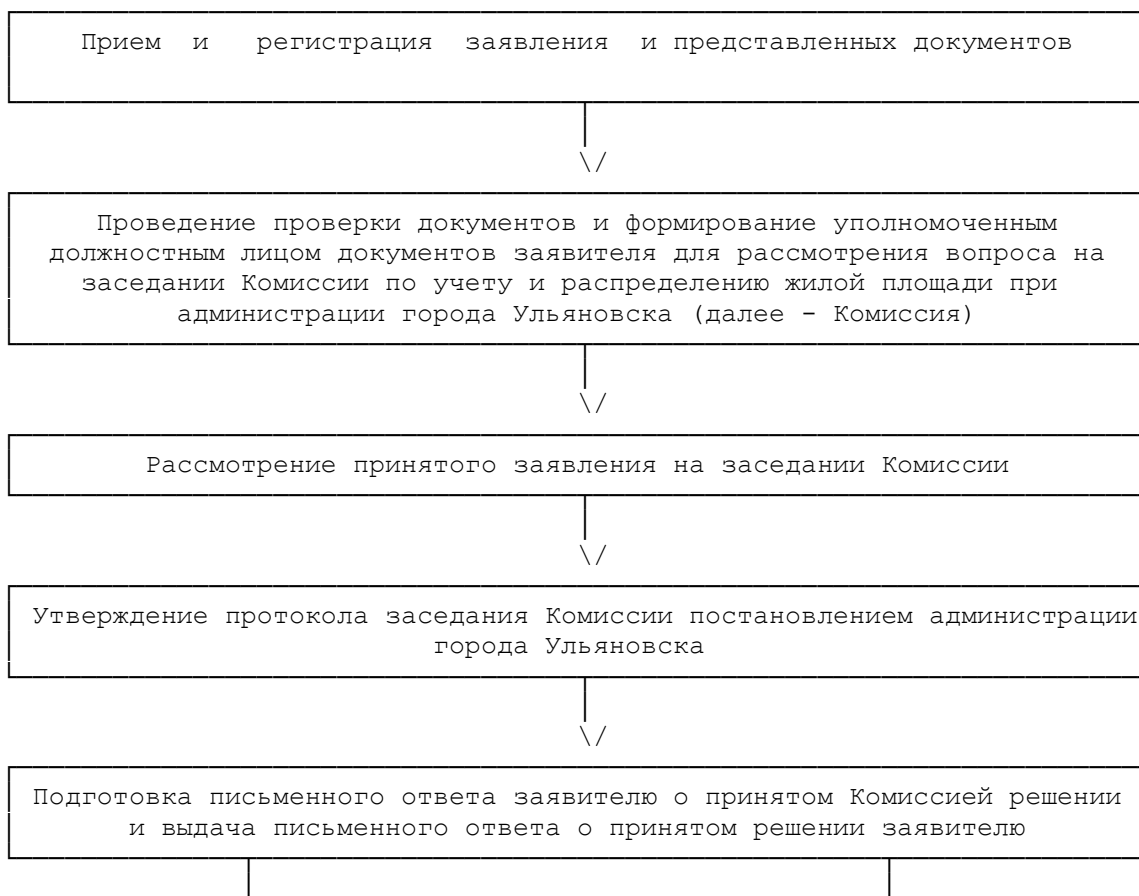 Прием и регистрация заявления и представленных документов
\/
Проведение проверки документов и формирование уполномоченным
должностным лицом документов заявителя для рассмотрения вопроса на
заседании Комиссии по учету и распределению жилой площади при
администрации города Ульяновска (далее - Комиссия)
\/
Рассмотрение принятого заявления на заседании Комиссии
\/
Утверждение протокола заседания Комиссии постановлением администрации
города Ульяновска
\/
Подготовка письменного ответа заявителю о принятом Комиссией решении
и выдача письменного ответа о принятом решении заявителю